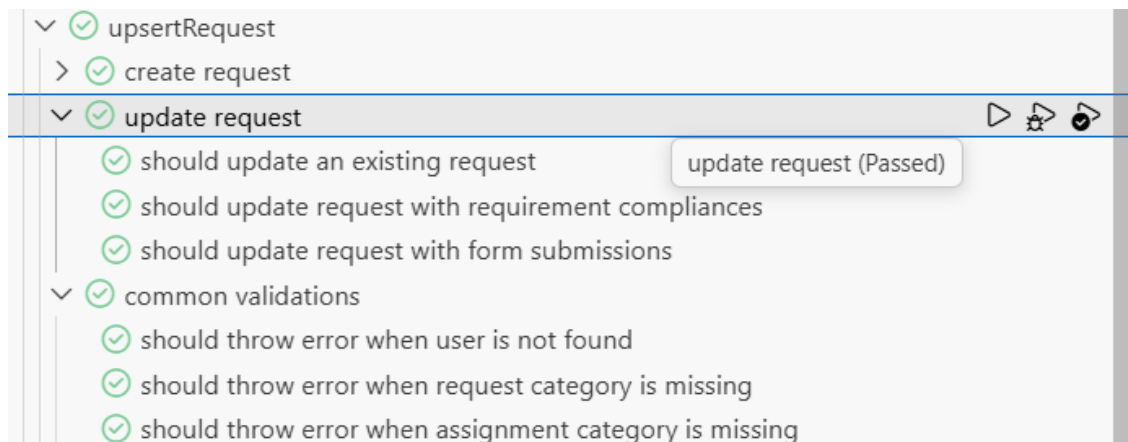 upsertRequest
create request
update request
should update an existing request
update request (Passed)
should update request with requirement compliances
should update request with form submissions
common validations
should throw error when user is not found
should throw error when request category is missing
should throw error when assignment category is missing